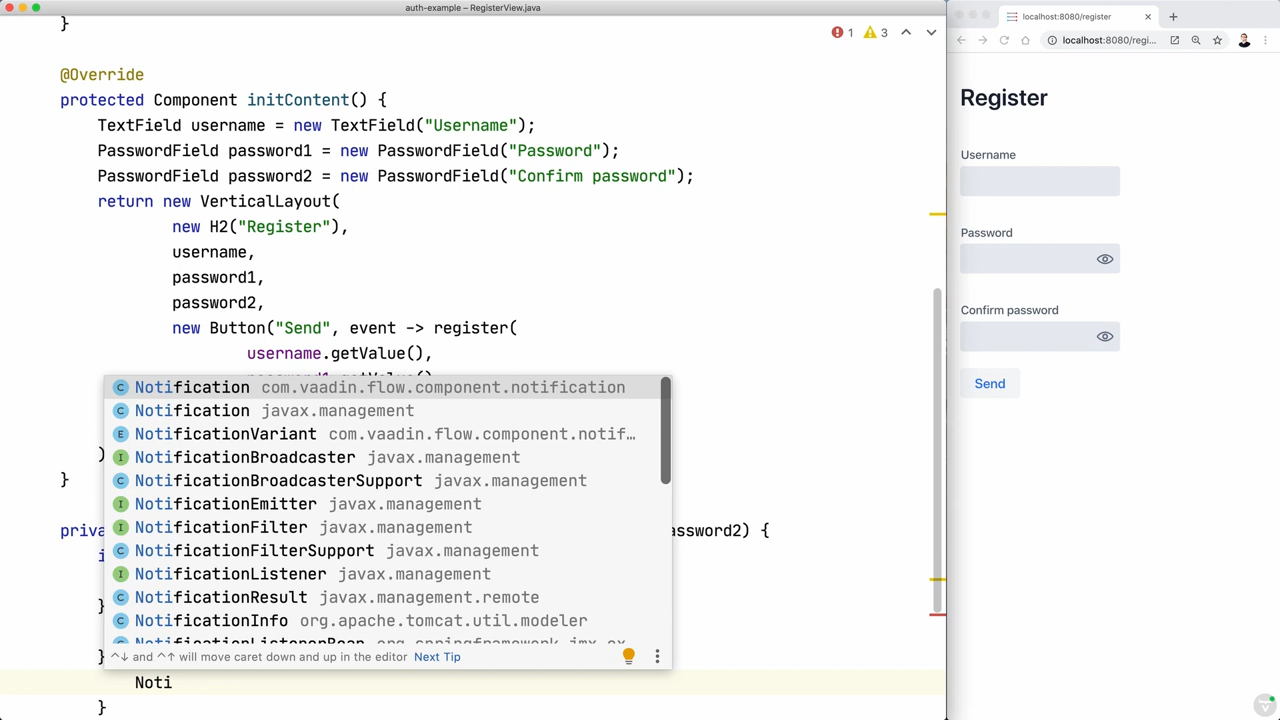 auth-example – RegisterView.java
}
1 3
@Override
protected Component initContent() {
TextField username = new TextField("Username");
PasswordField password1 = new PasswordField("Password");
PasswordField password2 = new PasswordField("Confirm password");
return new VerticalLayout(
new H2("Register"),
username,
password1,
password2,
new Button("Send", event -> register(
username.getValue(),
Notification com.vaadin.flow.component.notification
Notification javax.management
NotificationVariant com.vaadin.flow.component.notif…
NotificationBroadcaster javax.management
)
NotificationBroadcasterSupport javax.management
}
NotificationEmitter javax.management
NotificationFilter javax.management
priva assword2) {
NotificationFilterSupport javax.management
i
NotificationListener javax.management
NotificationResult javax.management.remote
}
NotificationInfo org.apache.tomcat.util.modeler
}
^↓ and ^↑ will move caret down and up in the editor Next Tip
Noti
}
localhost:8080/register
localhost:8080/regi...
Register
Username
Password
Confirm password
Send